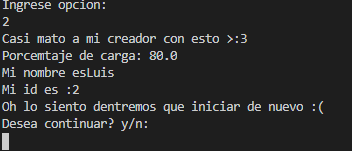 Ingrese opcion:
2
Casi mato a mi creador con esto >:3
Porcemtaje de carga: 80.0
Mi nombre esLuis
Mi id es :2
Oh lo siento dentremos que iniciar de nuevo :(
Desea continuar? y/n: